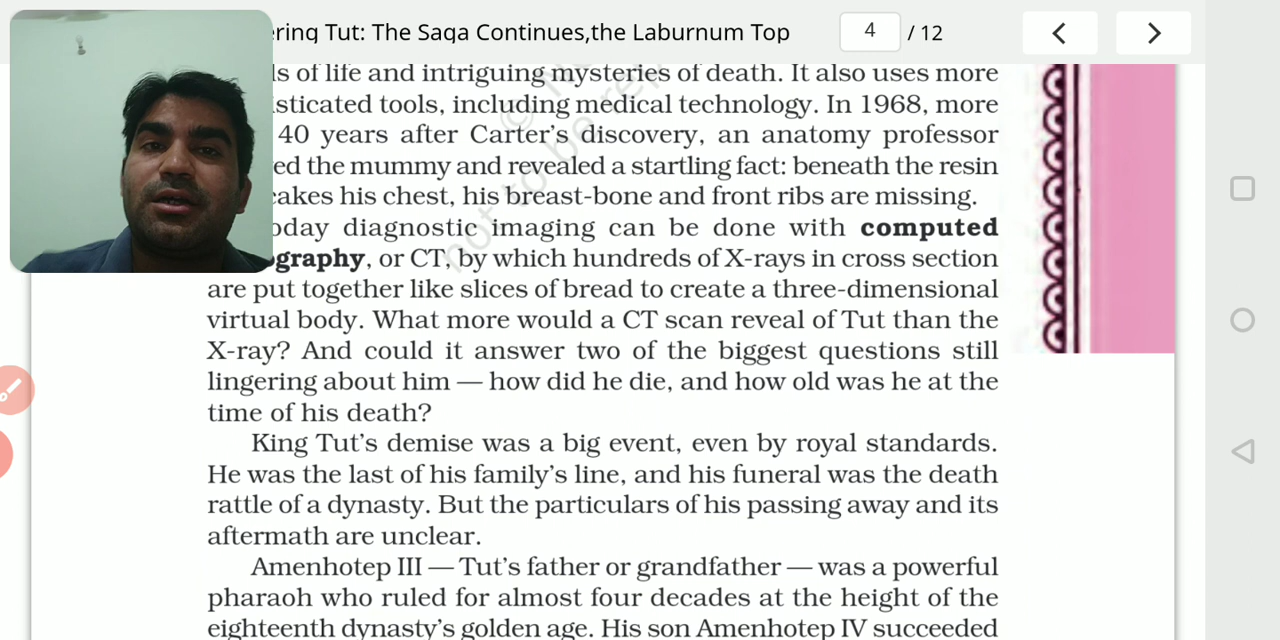 ering Tut: The Saga Continues,the Laburnum Top 4 / 12
ls of life and intriguing mysteries of death. It also uses more
sticated tools, including medical technology. In 1968, more
40 years after Carter's discovery, an anatomy professor
ed the mummy and revealed a startling fact: beneath the resin
cakes his chest, his breast-bone and front ribs are missing.
oday diagnostic imaging can be done with computed
ography, or CT, by which hundreds of X-rays in cross section
are put together like slices of bread to create a three-dimensional
virtual body. What more would a CT scan reveal of Tut than the
X-ray? And could it answer two of the biggest questions still
lingering about him — how did he die, and how old was he at the
time of his death?
King Tut's demise was a big event, even by royal standards.
He was the last of his family's line, and his funeral was the death
rattle of a dynasty. But the particulars of his passing away and its
aftermath are unclear.
Amenhotep III — Tut's father or grandfather — was a powerful
pharaoh who ruled for almost four decades at the height of the
eighteenth dynasty's golden age. His son Amenhotep IV succeeded
not to be rep